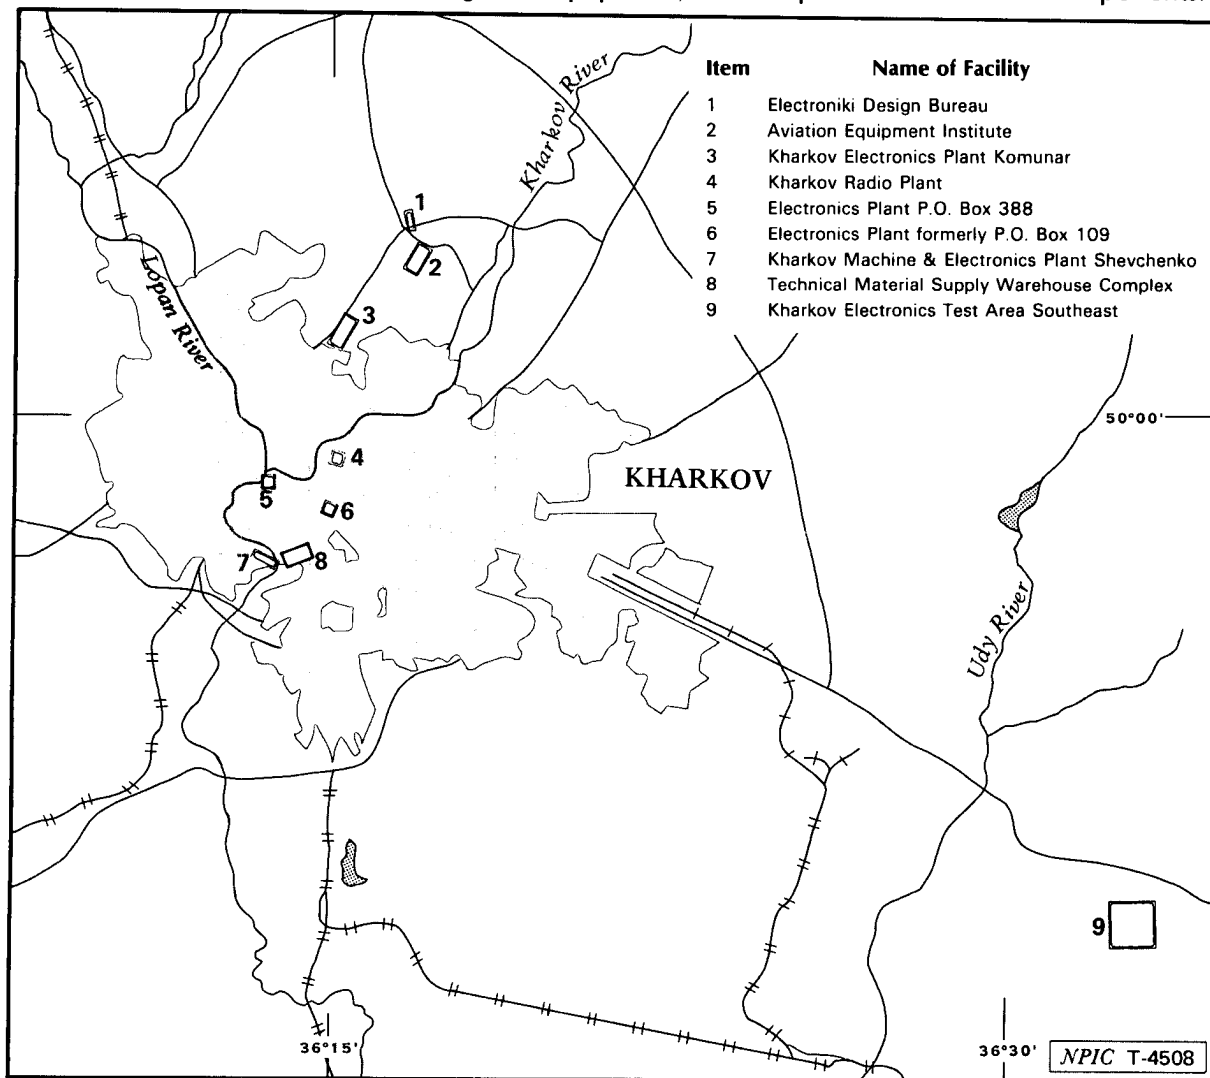 Item Name of Facility
1 Electroniki Design Bureau
2 Aviation Equipment Institute
3 Kharkov Electronics Plant Komunar
4 Kharkov Radio Plant
5 Electronics Plant P.O. Box 388
6 Electronics Plant formerly P.O. Box 109
7 Kharkov Machine & Electronics Plant Shevchenko
8 Technical Material Supply Warehouse Complex
9 Kharkov Electronics Test Area Southeast
Kharkov River
1
2
3
Lopan River
50°00'
4
KHARKOV
5
6
7
8
Udy River
9
36°15'
36°30'
NPIC T-4508